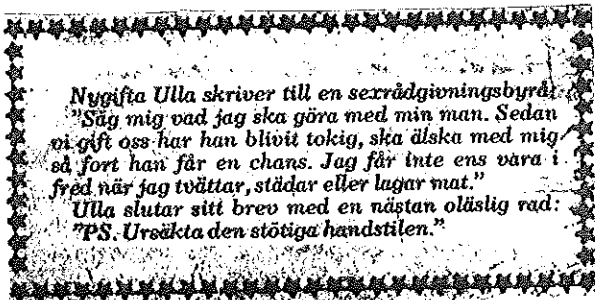 Nygifta Ulla skriver till en sexrådgivningsbyrå:
"Säg mig vad jag ska göra med min man. Sedan
vi gift oss har han blivit tokig, ska älska med mig
så fort han får en chans. Jag får inte ens vara i
fred när jag tvättar, städar eller lagar mat."
Ulla slutar sitt brev med en nästan oläslig rad:
"PS. Ursäkta den stötiga handstilen."